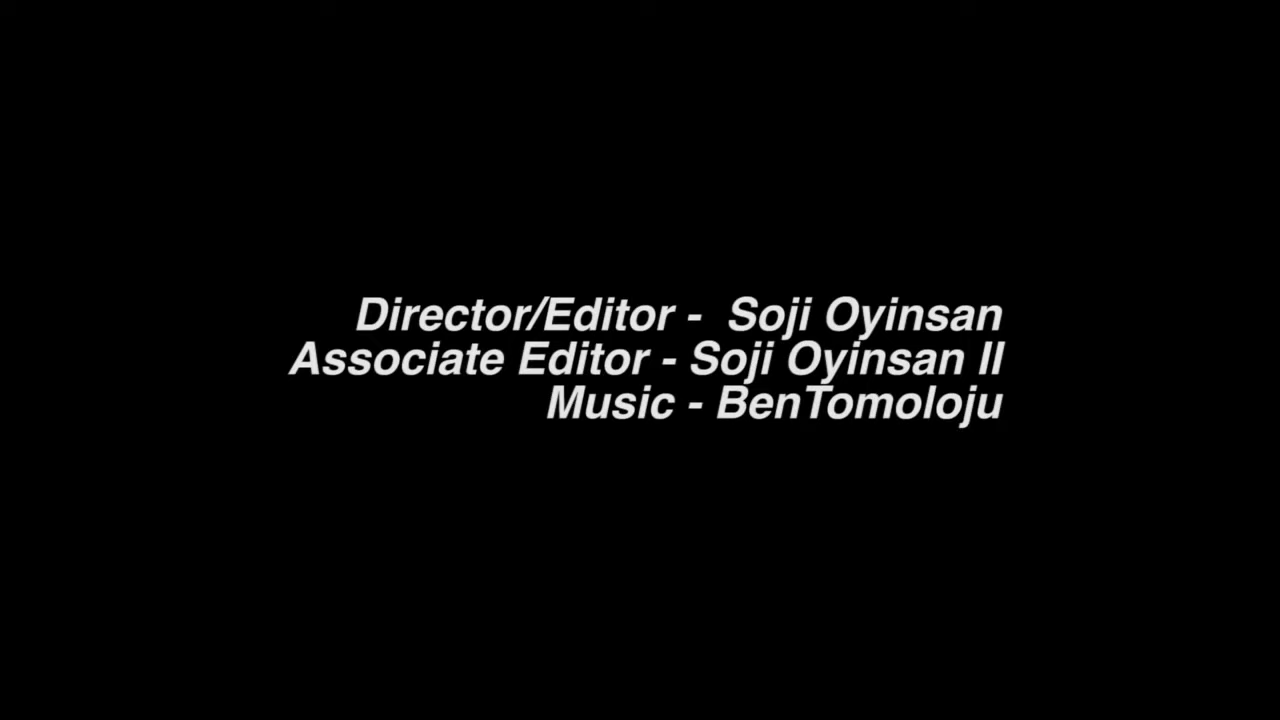 Director/Editor -  Soji Oyinsan
Associate Editor - Soji Oyinsan II
Music - BenTomoloju